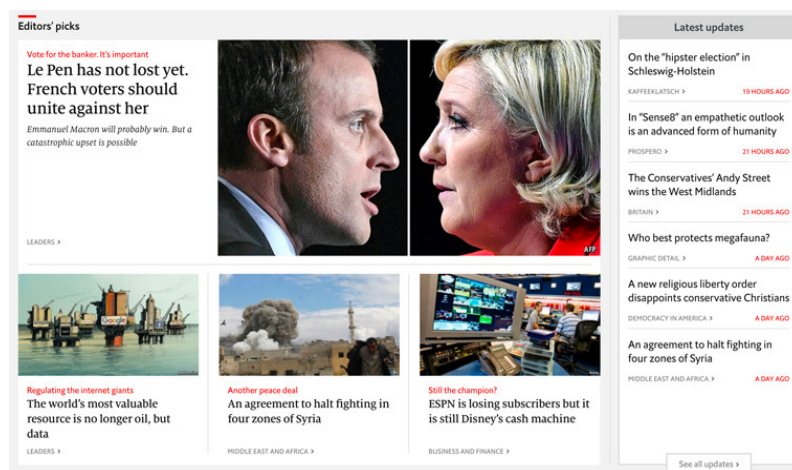 Editors' picks
Vote for the banker. It's important
Le Pen has not lost yet.
French voters should
unite against her
Emmanuel Macron will probably win. But a
catastrophic upset is possible
LEADERS >
AFP
Google
Regulating the internet giants
The world's most valuable
resource is no longer oil, but
data
LEADERS >
Another peace deal
An agreement to halt fighting in
four zones of Syria
MIDDLE EAST AND AFRICA >
Still the champion?
ESPN is losing subscribers but it
is still Disney's cash machine
BUSINESS AND FINANCE >
Latest updates
On the "hipster election" in
Schleswig-Holstein
KAFFEEKLATSCH > 19 HOURS AGO
In "Sense8" an empathetic outlook
is an advanced form of humanity
PROSPERO > 21 HOURS AGO
The Conservatives' Andy Street
wins the West Midlands
BRITAIN > 21 HOURS AGO
Who best protects megafauna?
GRAPHIC DETAIL > A DAY AGO
A new religious liberty order
disappoints conservative Christians
DEMOCRACY IN AMERICA > A DAY AGO
An agreement to halt fighting in
four zones of Syria
MIDDLE EAST AND AFRICA > A DAY AGO
See all updates >